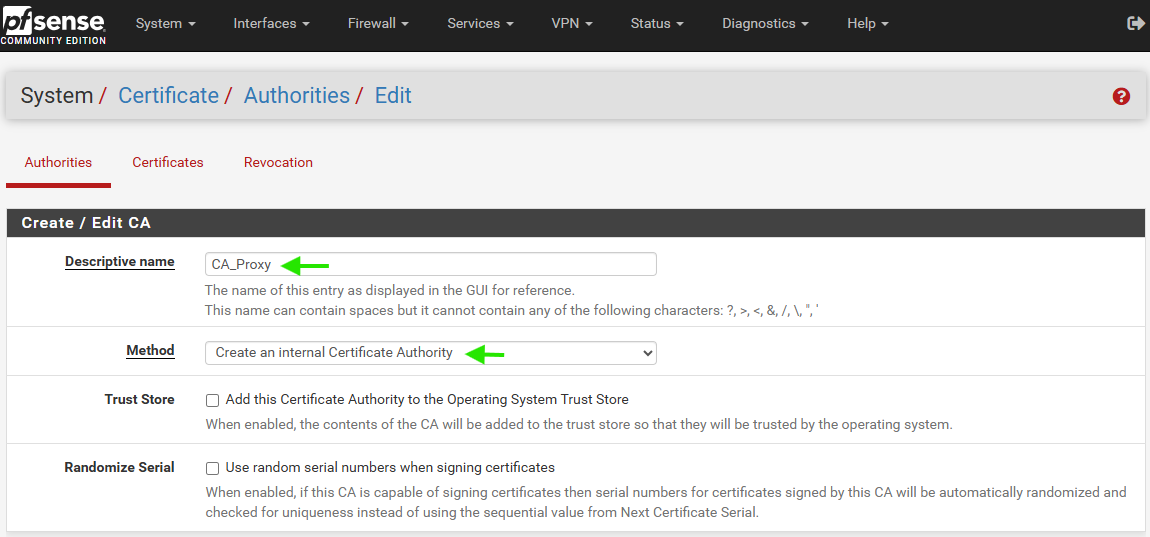 pfsense
COMMUNITY EDITION
System Interfaces Firewall Services VPN Status Diagnostics Help
System / Certificate / Authorities / Edit
?
Authorities Certificates Revocation
Create / Edit CA
Descriptive name
CA_Proxy
The name of this entry as displayed in the GUI for reference.
This name can contain spaces but it cannot contain any of the following characters: ?, >, <, &, /, \, ", '
Method
Create an internal Certificate Authority
Trust Store
Add this Certificate Authority to the Operating System Trust Store
When enabled, the contents of the CA will be added to the trust store so that they will be trusted by the operating system.
Randomize Serial
Use random serial numbers when signing certificates
When enabled, if this CA is capable of signing certificates then serial numbers for certificates signed by this CA will be automatically randomized and
checked for uniqueness instead of using the sequential value from Next Certificate Serial.